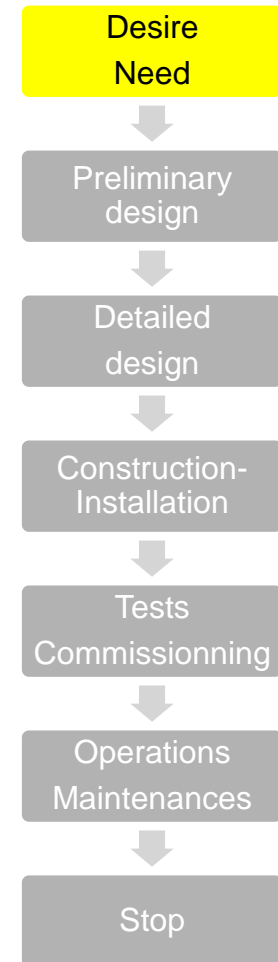 Desire
Need
Preliminary
design
Detailed
design
Construction-
Installation
Tests
Commissionning
Operations
Maintenances
Stop